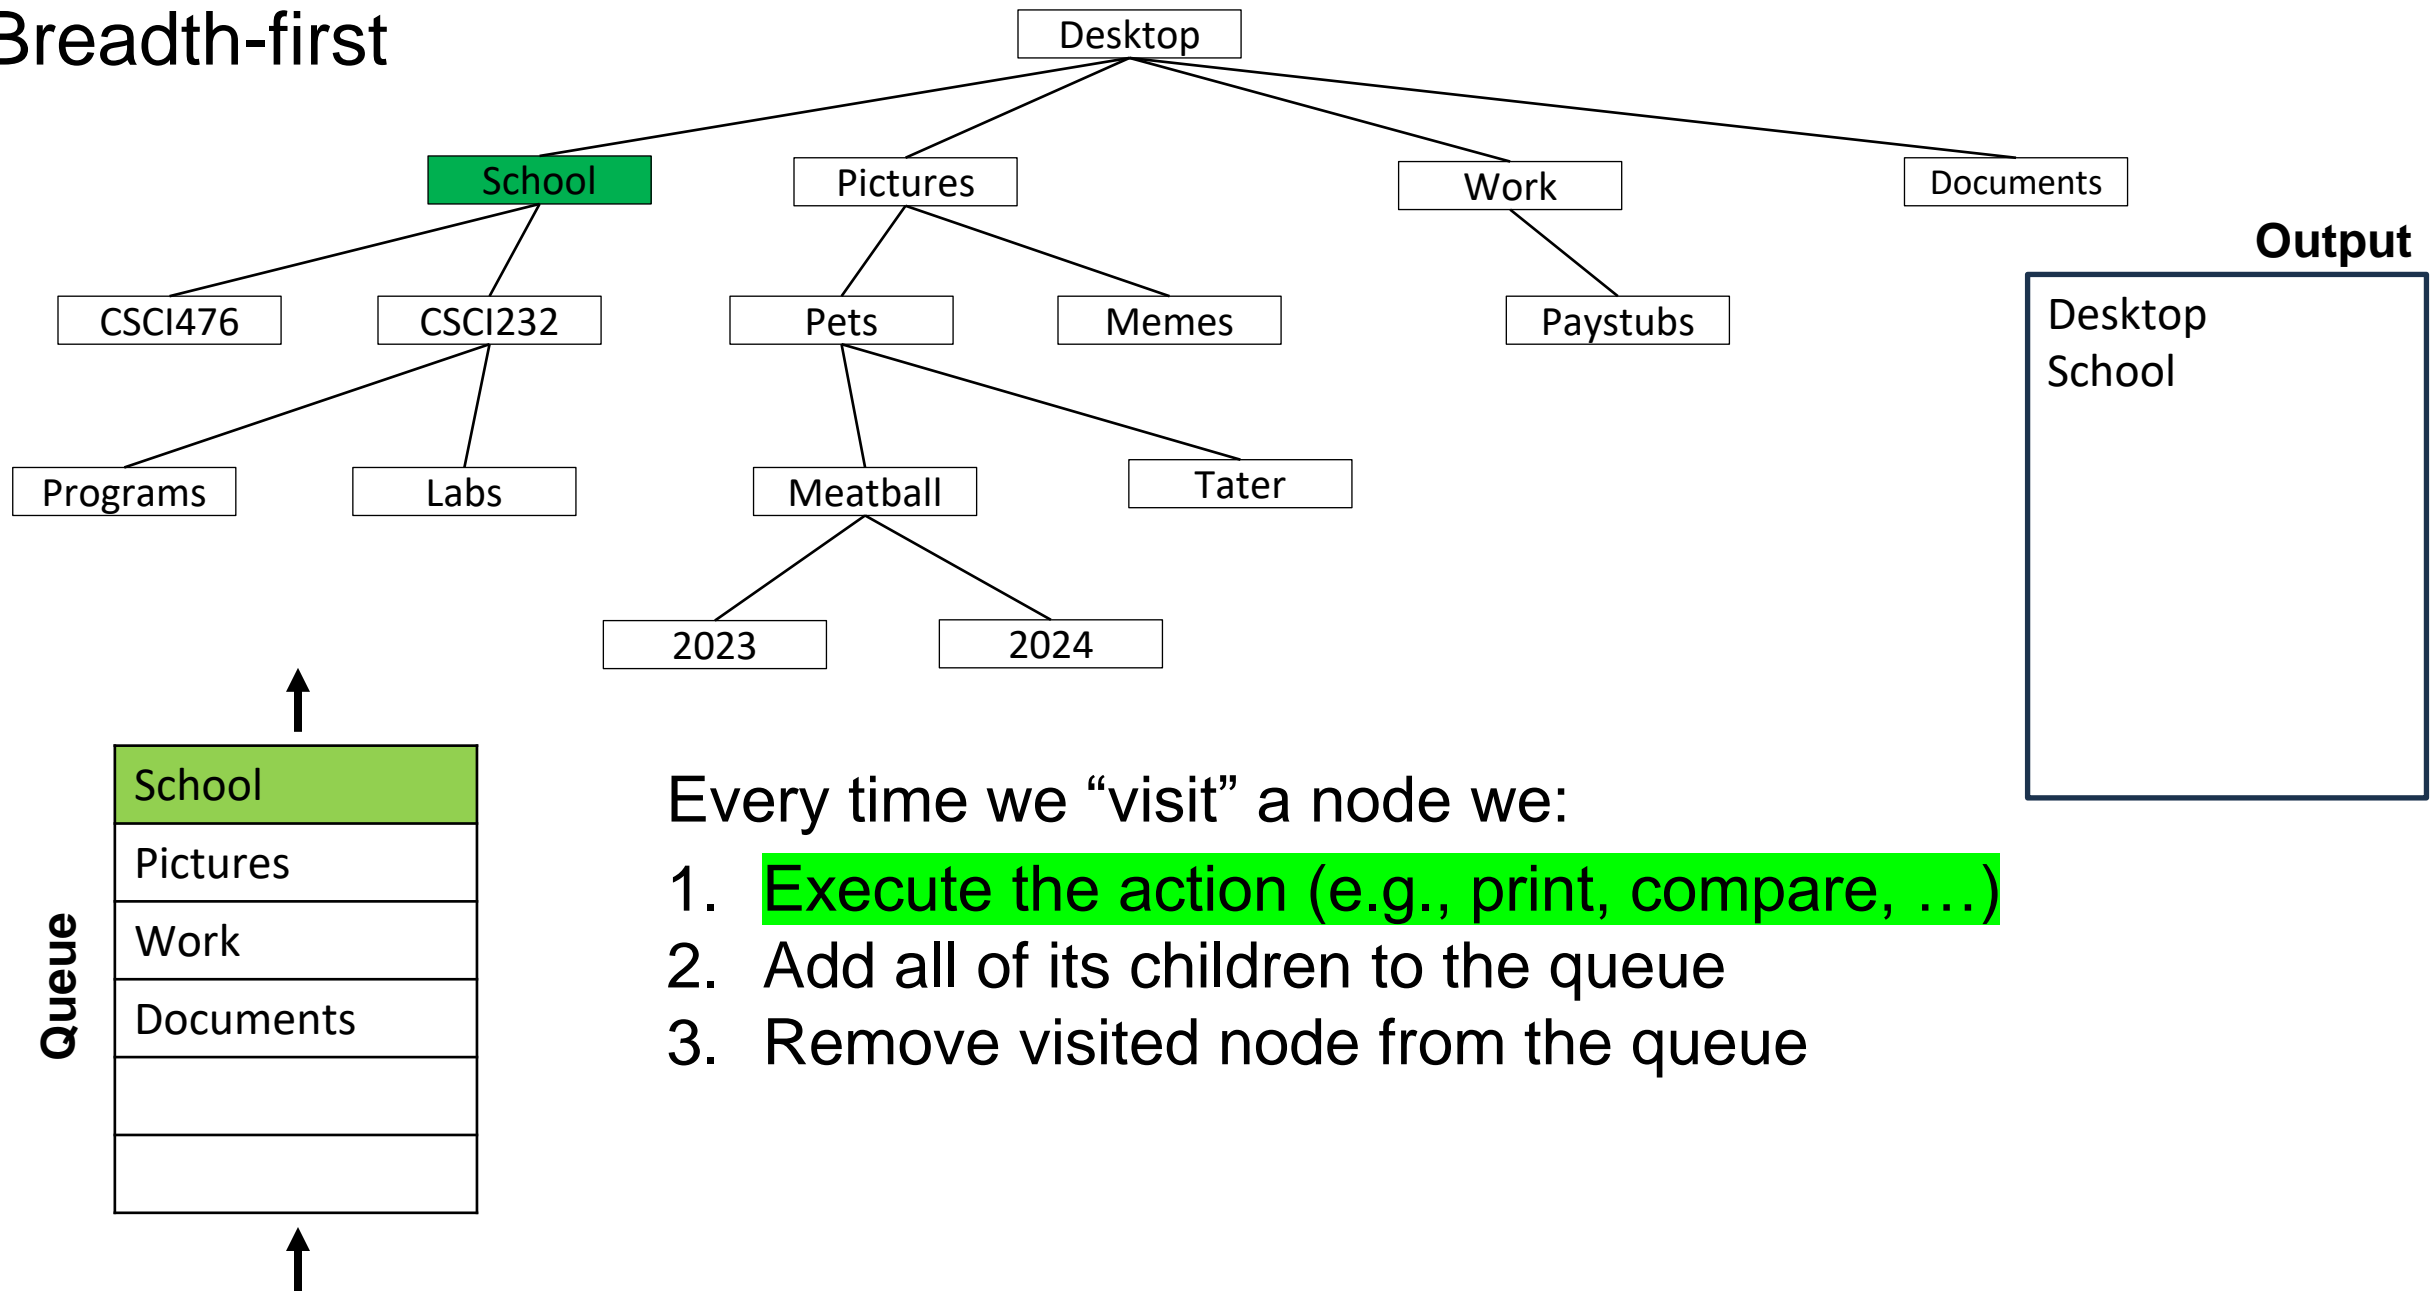 Breadth-first
Desktop
School
Pictures
Work
Documents
CSCI476
CSCI232
Pets
Memes
Paystubs
Programs
Labs
Meatball
Tater
2023
2024
Output
Desktop
School
Queue
School
Pictures
Work
Documents
Every time we “visit” a node we:
1. Execute the action (e.g., print, compare, …)
2. Add all of its children to the queue
3. Remove visited node from the queue